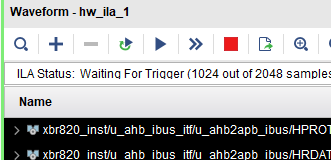 Waveform - hw_ila_1
ILA Status: Waiting For Trigger (1024 out of 2048 samples
Name
xbr820_inst/u_ahb_ibus_itf/u_ahb2apb_ibus/HPROT
xbr820_inst/u_ahb_ibus_itf/u_ahb2apb_ibus/HRDAT